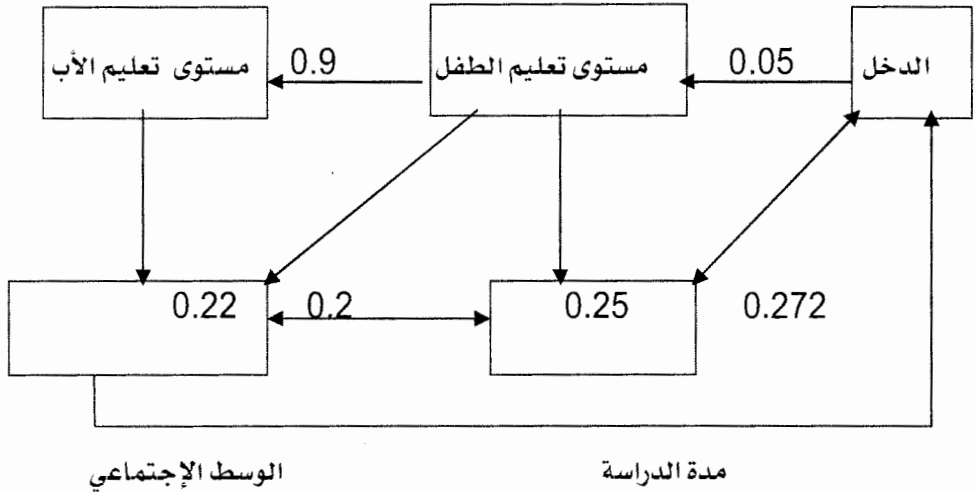 الدخل
0.05
مستوى تعليم الطفل
0.9
مستوى تعليم الأب
0.272
0.25
0.2
0.22
مدة الدراسة
الوسط الإجتماعي